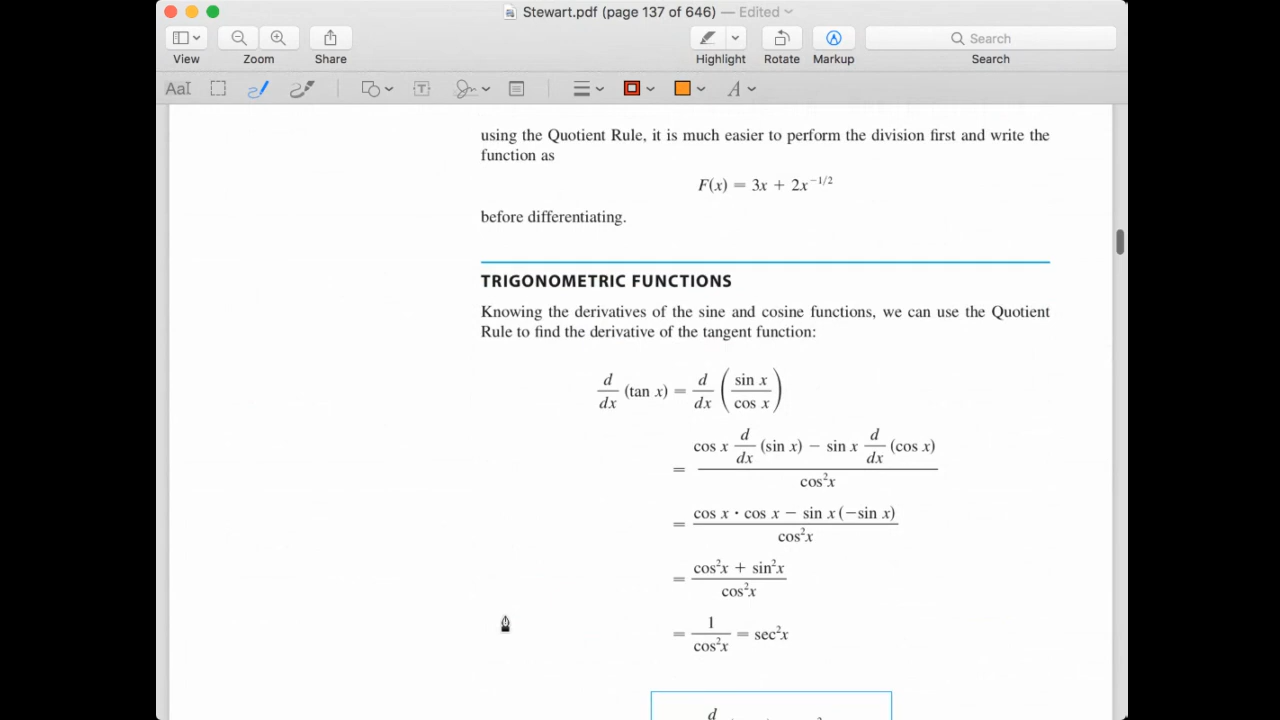 Stewart.pdf (page 137 of 646) — Edited
View
Zoom
Share
Highlight
Rotate
Markup
Search
Search
AaI
T
A
using the Quotient Rule, it is much easier to perform the division first and write the
function as
F(x) = 3x + 2x^{-1/2}
before differentiating.
TRIGONOMETRIC FUNCTIONS
Knowing the derivatives of the sine and cosine functions, we can use the Quotient
Rule to find the derivative of the tangent function:
d/dx (tan x) = d/dx (sin x / cos x)
= (cos x d/dx (sin x) − sin x d/dx (cos x)) / cos²x
= (cos x · cos x − sin x (−sin x)) / cos²x
= (cos²x + sin²x) / cos²x
= 1 / cos²x = sec²x
d